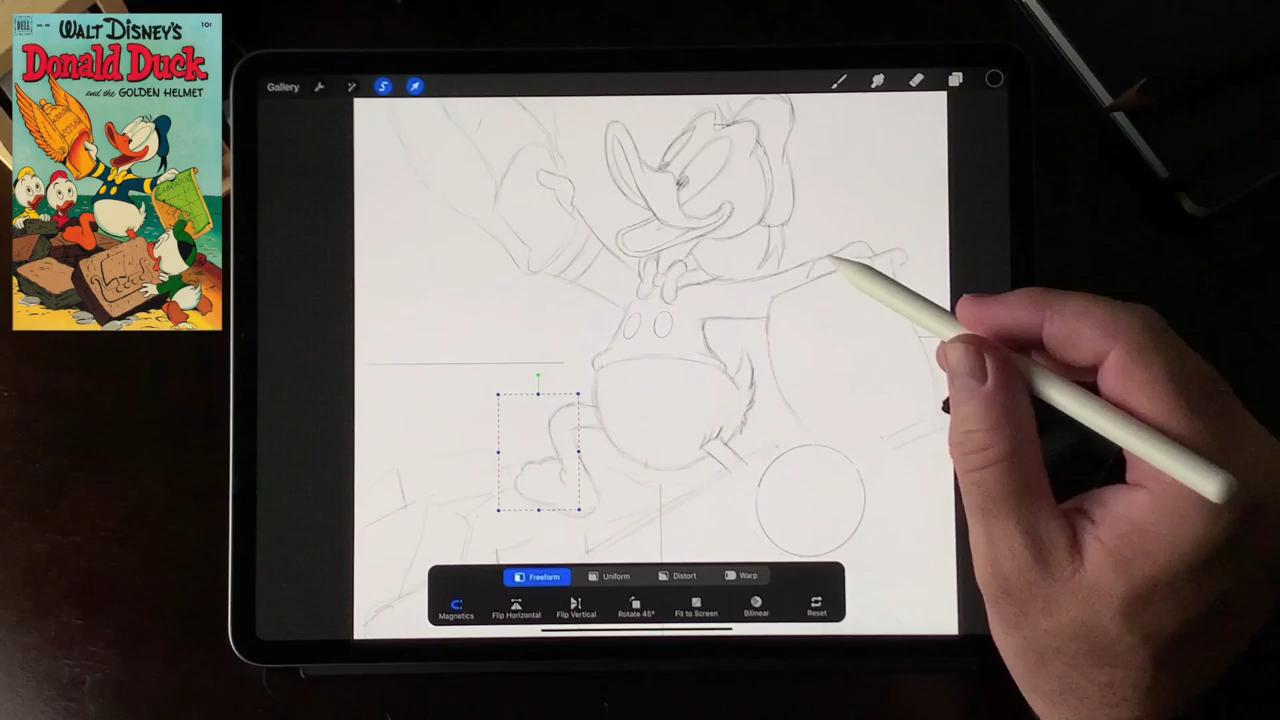 DELL
10¢
WALT DISNEY'S
Donald Duck
and the GOLDEN HELMET
Gallery
S
Freeform Uniform Distort Warp
Magnetics Flip Horizontal Flip Vertical Rotate 45° Fit to Screen Bilinear Reset